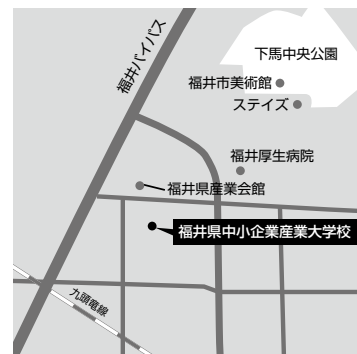 下馬中央公園
福井バイパス
福井市美術館
ステイズ
福井厚生病院
福井県産業会館
福井県中小企業産業大学校
九頭竜線